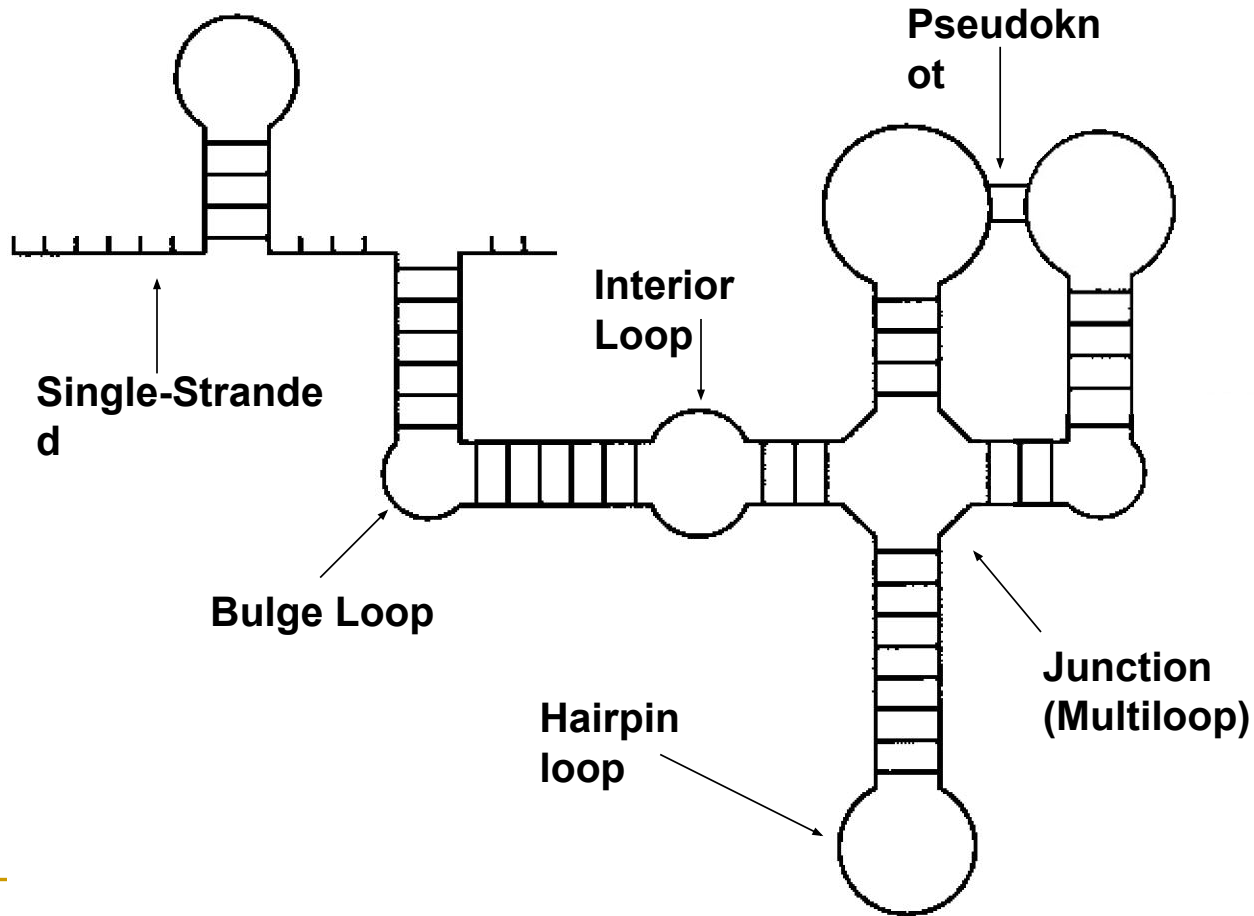 Pseudokn
ot
Interior
Loop
Single-Strande
d
Bulge Loop
Junction
(Multiloop)
Hairpin
loop